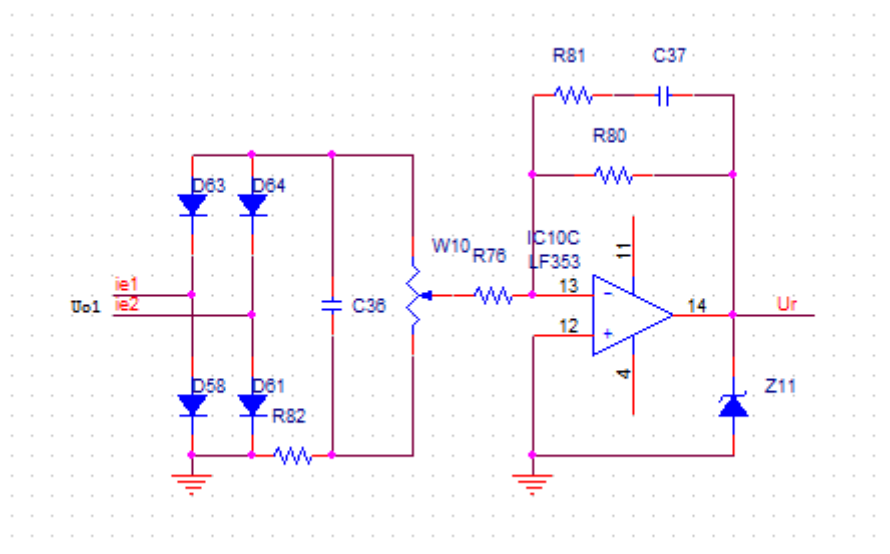 R81
C37
R80
D63
D64
W10
R76
IC10C
LF353
11
ie1
Uo1
ie2
C36
13
12
14
Ur
4
D58
D61
R82
Z11